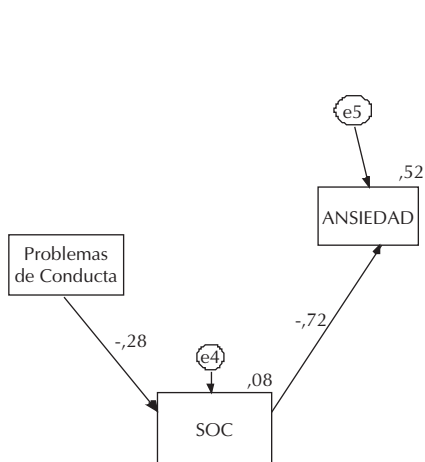 e5
,52
ANSIEDAD
Problemas
de Conducta
-,72
-,28
e4
,08
SOC